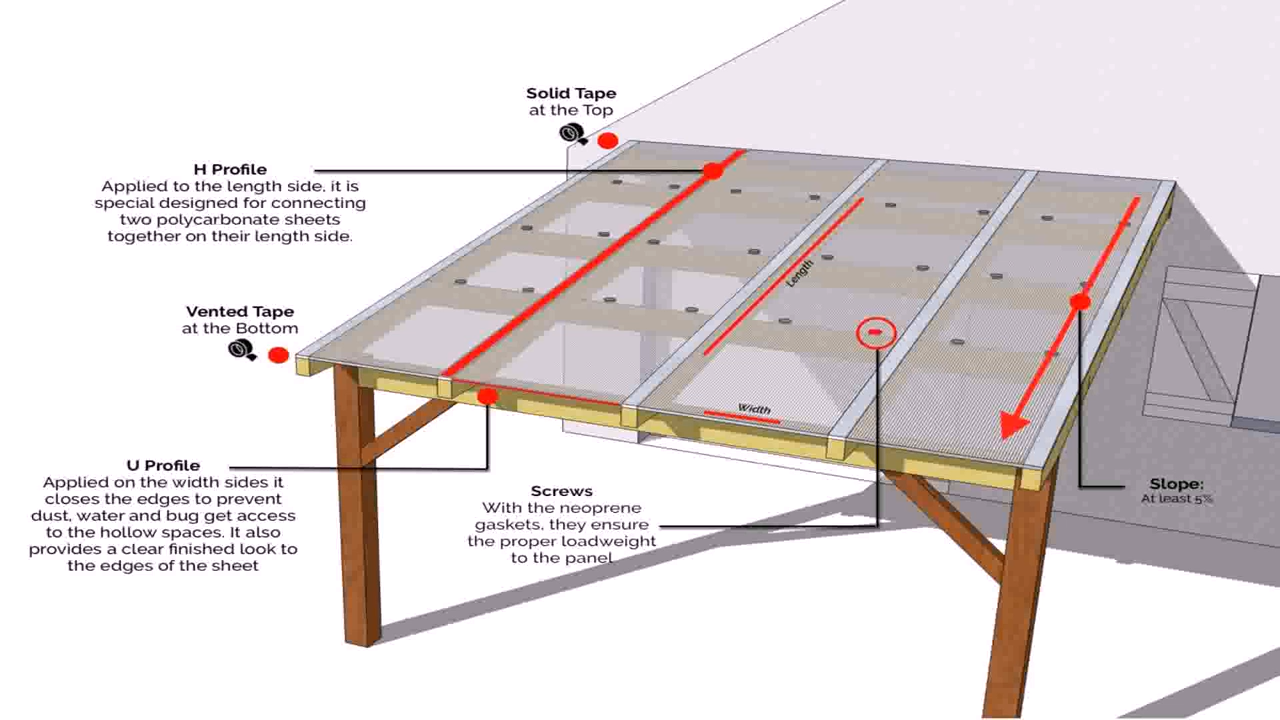 Solid Tape
at the Top
H Profile
Applied to the length side, it is
special designed for connecting
two polycarbonate sheets
together on their length side.
Length
Vented Tape
at the Bottom
Width
U Profile
Applied on the width sides it
closes the edges to prevent
dust, water and bug get access
to the hollow spaces. It also
provides a clear finished look to
the edges of the sheet
Screws
With the neoprene
gaskets, they ensure
the proper loadweight
to the panel.
Slope:
At least 5%